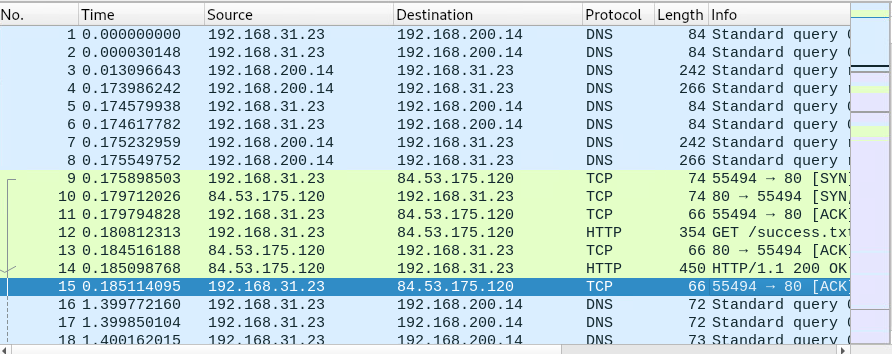 No. Time Source Destination Protocol Length Info
1 0.000000000 192.168.31.23 192.168.200.14 DNS 84 Standard query
2 0.000030148 192.168.31.23 192.168.200.14 DNS 84 Standard query
3 0.013096643 192.168.200.14 192.168.31.23 DNS 242 Standard query
4 0.173986242 192.168.200.14 192.168.31.23 DNS 266 Standard query
5 0.174579938 192.168.31.23 192.168.200.14 DNS 84 Standard query
6 0.174617782 192.168.31.23 192.168.200.14 DNS 84 Standard query
7 0.175232959 192.168.200.14 192.168.31.23 DNS 242 Standard query
8 0.175549752 192.168.200.14 192.168.31.23 DNS 266 Standard query
9 0.175898503 192.168.31.23 84.53.175.120 TCP 74 55494 → 80 [SYN]
10 0.179712026 84.53.175.120 192.168.31.23 TCP 74 80 → 55494 [SYN,
11 0.179794828 192.168.31.23 84.53.175.120 TCP 66 55494 → 80 [ACK]
12 0.180812313 192.168.31.23 84.53.175.120 HTTP 354 GET /success.txt
13 0.184516188 84.53.175.120 192.168.31.23 TCP 66 80 → 55494 [ACK]
14 0.185098768 84.53.175.120 192.168.31.23 HTTP 450 HTTP/1.1 200 OK
15 0.185114095 192.168.31.23 84.53.175.120 TCP 66 55494 → 80 [ACK]
16 1.399772160 192.168.31.23 192.168.200.14 DNS 72 Standard query
17 1.399850104 192.168.31.23 192.168.200.14 DNS 72 Standard query
18 1.400162015 192.168.31.23 192.168.200.14 DNS 73 Standard query